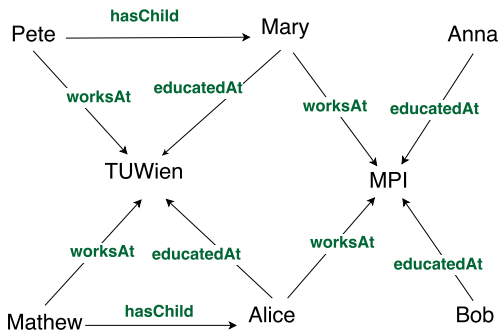 hasChild
Pete Mary Anna
worksAt educatedAt worksAt educatedAt
TUWien MPI
worksAt educatedAt worksAt educatedAt
Mathew hasChild Alice Bob